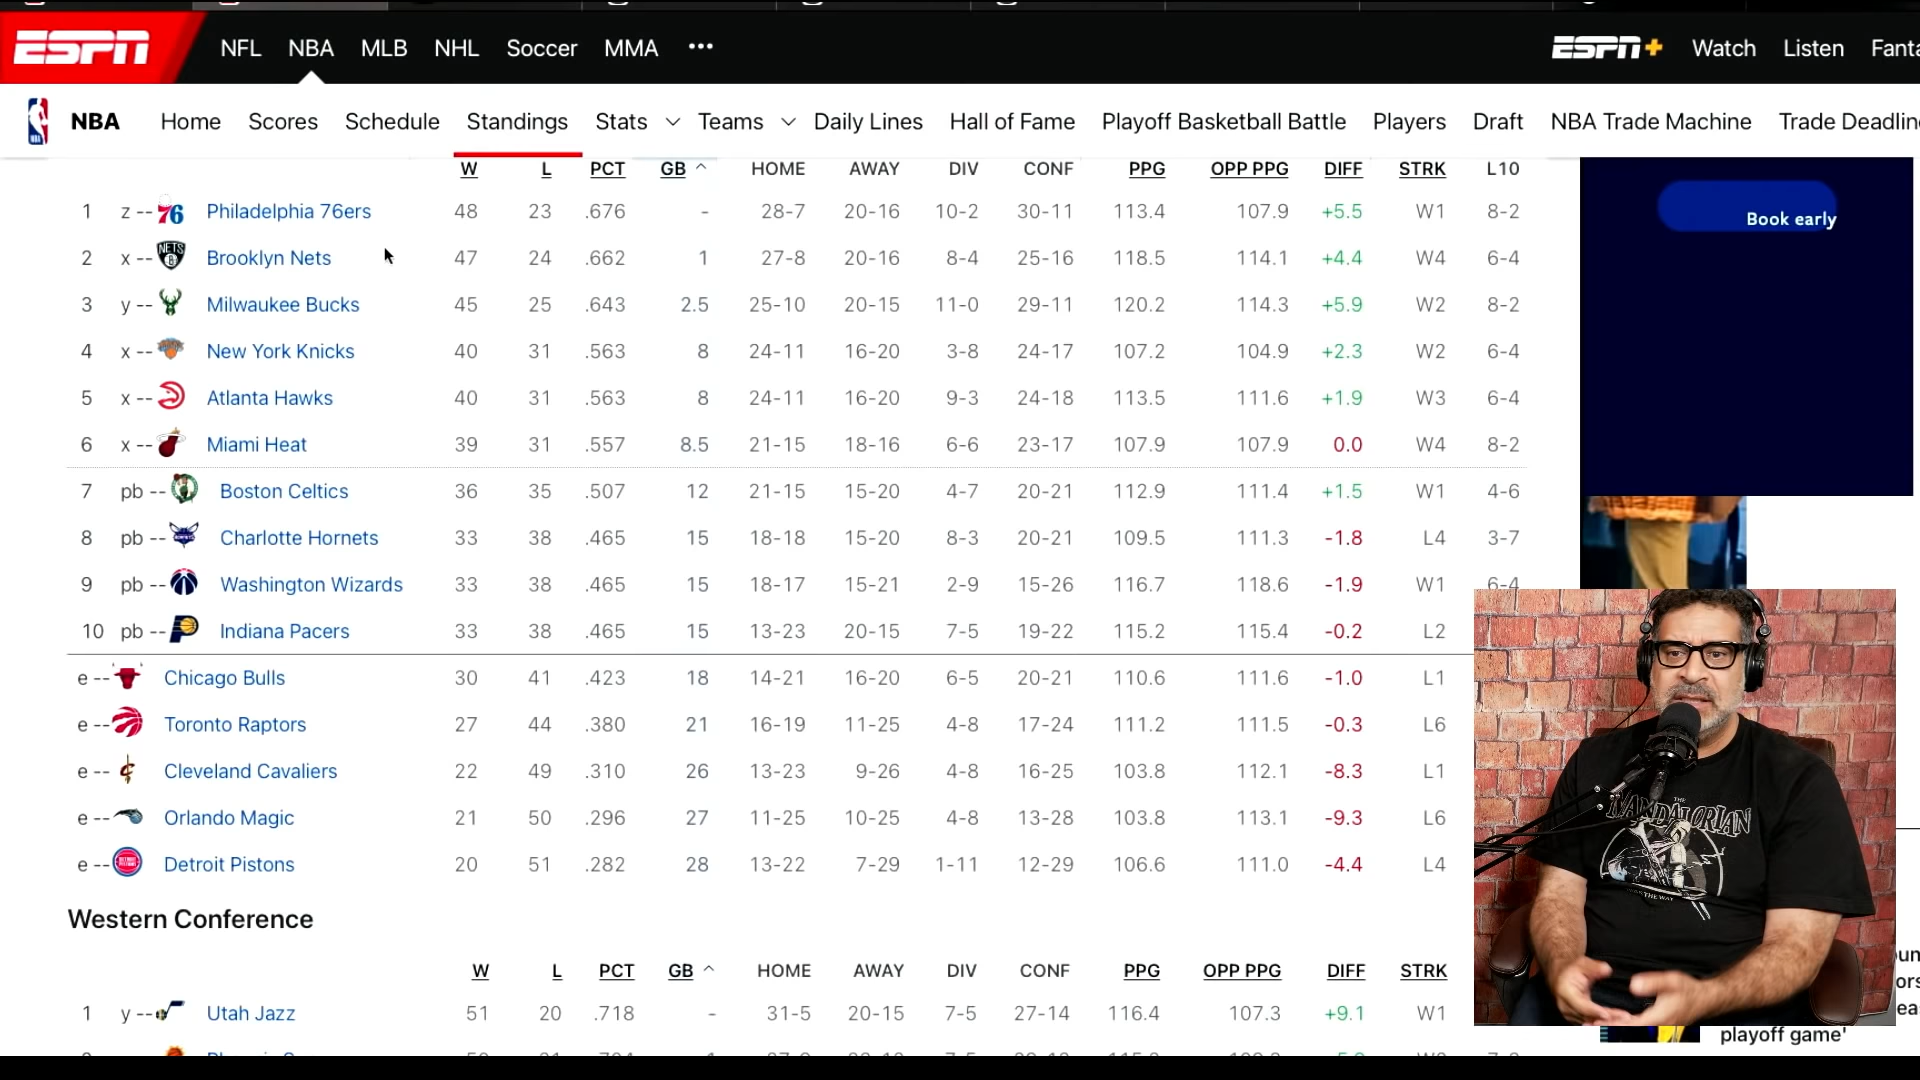 ESPN NFL NBA MLB NHL Soccer MMA ••• ESPN+ Watch Listen Fanta
NBA Home Scores Schedule Standings Stats Teams Daily Lines Hall of Fame Playoff Basketball Battle Players Draft NBA Trade Machine Trade Deadlin
W L PCT GB HOME AWAY DIV CONF PPG OPP PPG DIFF STRK L10
1 z -- 76 Philadelphia 76ers 48 23 .676 - 28-7 20-16 10-2 30-11 113.4 107.9 +5.5 W1 8-2
2 x -- NETS B Brooklyn Nets 47 24 .662 1 27-8 20-16 8-4 25-16 118.5 114.1 +4.4 W4 6-4
3 y -- Milwaukee Bucks 45 25 .643 2.5 25-10 20-15 11-0 29-11 120.2 114.3 +5.9 W2 8-2
4 x -- New York Knicks 40 31 .563 8 24-11 16-20 3-8 24-17 107.2 104.9 +2.3 W2 6-4
5 x -- Atlanta Hawks 40 31 .563 8 24-11 16-20 9-3 24-18 113.5 111.6 +1.9 W3 6-4
6 x -- Miami Heat 39 31 .557 8.5 21-15 18-16 6-6 23-17 107.9 107.9 0.0 W4 8-2
7 pb -- Boston Celtics 36 35 .507 12 21-15 15-20 4-7 20-21 112.9 111.4 +1.5 W1 4-6
8 pb -- Charlotte Hornets 33 38 .465 15 18-18 15-20 8-3 20-21 109.5 111.3 -1.8 L4 3-7
9 pb -- Washington Wizards 33 38 .465 15 18-17 15-21 2-9 15-26 116.7 118.6 -1.9 W1 6-4
10 pb -- Indiana Pacers 33 38 .465 15 13-23 20-15 7-5 19-22 115.2 115.4 -0.2 L2
e -- Chicago Bulls 30 41 .423 18 14-21 16-20 6-5 20-21 110.6 111.6 -1.0 L1
e -- Toronto Raptors 27 44 .380 21 16-19 11-25 4-8 17-24 111.2 111.5 -0.3 L6
e -- Cleveland Cavaliers 22 49 .310 26 13-23 9-26 4-8 16-25 103.8 112.1 -8.3 L1
e -- Orlando Magic 21 50 .296 27 11-25 10-25 4-8 13-28 103.8 113.1 -9.3 L6
e -- Detroit Pistons 20 51 .282 28 13-22 7-29 1-11 12-29 106.6 111.0 -4.4 L4
Western Conference
W L PCT GB HOME AWAY DIV CONF PPG OPP PPG DIFF STRK
1 y -- Utah Jazz 51 20 .718 - 31-5 20-15 7-5 27-14 116.4 107.3 +9.1 W1
Book early
THE
MANDALORIAN
playoff game'